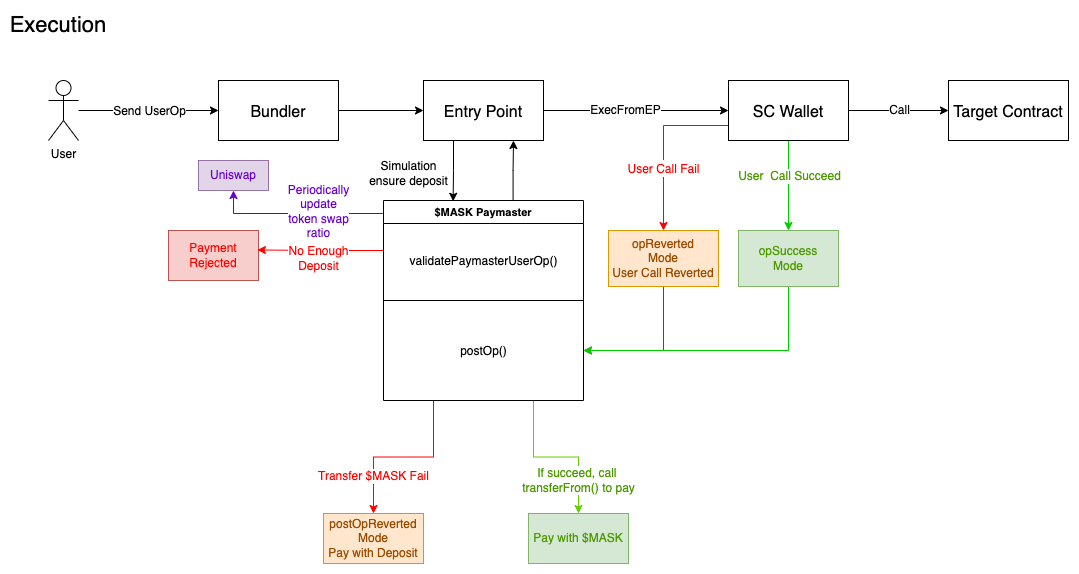 Execution
Send UserOp
Bundler
Entry Point
ExecFromEP
SC Wallet
Call
Target Contract
User
Simulation
ensure deposit
User Call Fail
User  Call Succeed
Uniswap
Periodically
update
token swap
ratio
$MASK Paymaster
Payment
Rejected
No Enough
Deposit
validatePaymasterUserOp()
opReverted
Mode
User Call Reverted
opSuccess
Mode
postOp()
Transfer $MASK Fail
If succeed, call
transferFrom() to pay
postOpReverted
Mode
Pay with Deposit
Pay with $MASK